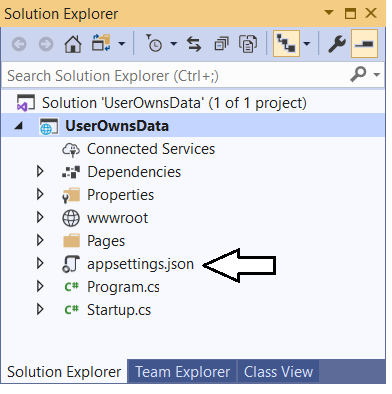 Solution Explorer
Search Solution Explorer (Ctrl+;)
Solution 'UserOwnsData' (1 of 1 project)
UserOwnsData
Connected Services
Dependencies
Properties
wwwroot
Pages
appsettings.json
C# Program.cs
C# Startup.cs
Solution Explorer Team Explorer Class View